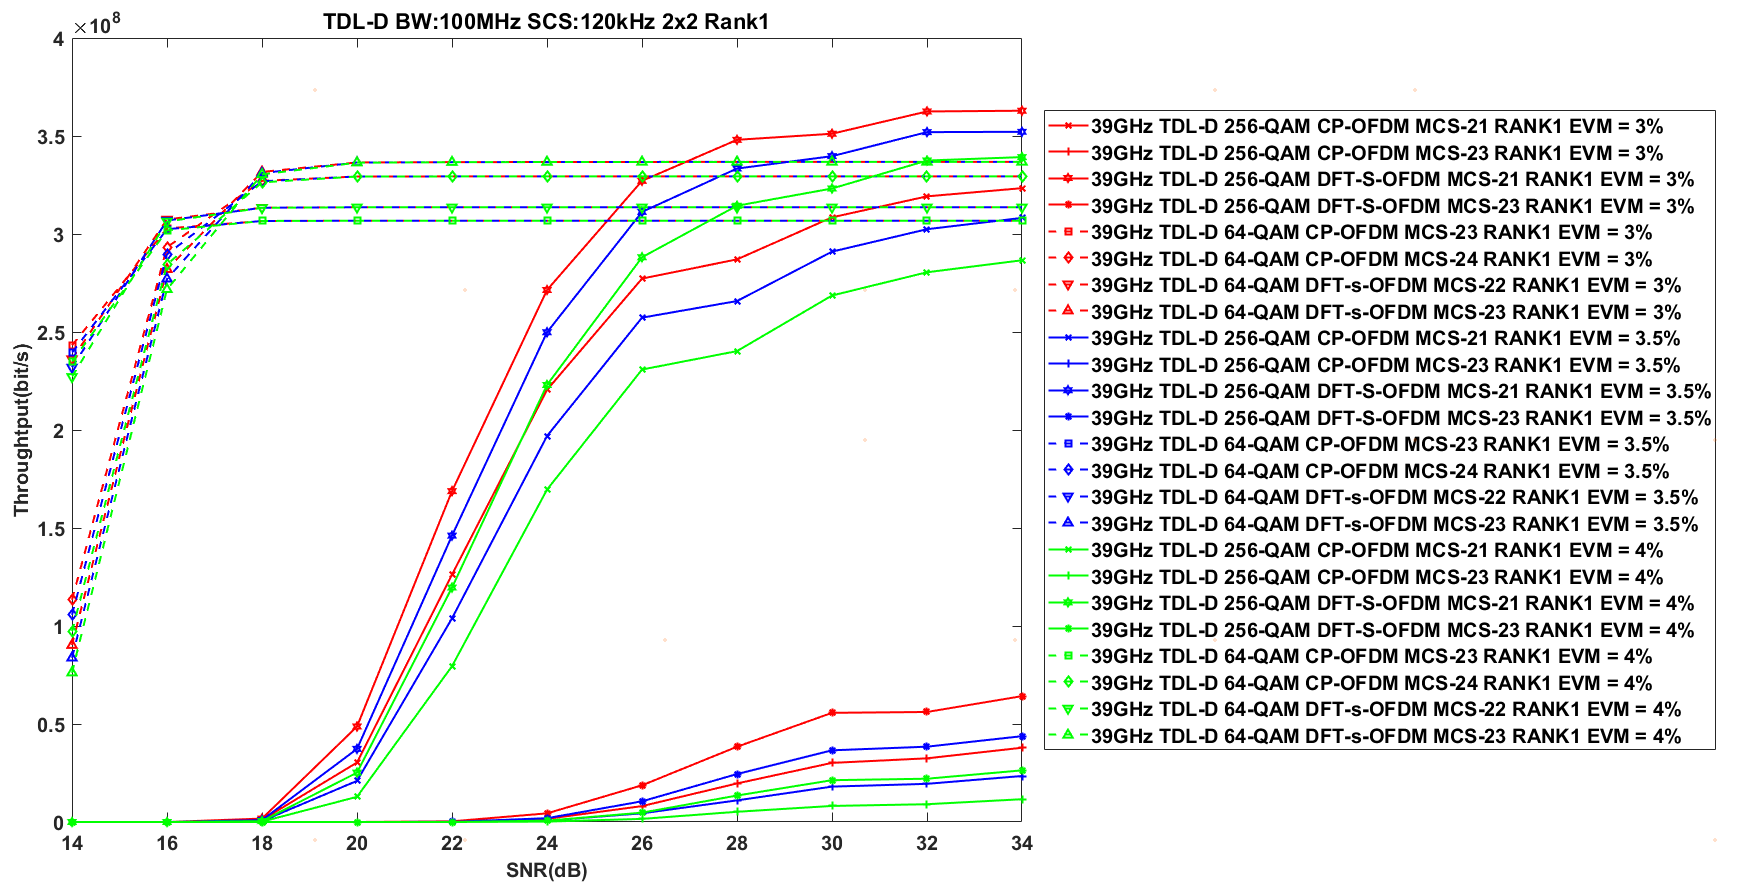 TDL-D BW:100MHz SCS:120kHz 2x2 Rank1
×10^8
4
3.5
3
2.5
2
1.5
1
0.5
0
Throughtput(bit/s)
14 16 18 20 22 24 26 28 30 32 34
SNR(dB)
39GHz TDL-D 256-QAM CP-OFDM MCS-21 RANK1 EVM = 3%
39GHz TDL-D 256-QAM CP-OFDM MCS-23 RANK1 EVM = 3%
39GHz TDL-D 256-QAM DFT-S-OFDM MCS-21 RANK1 EVM = 3%
39GHz TDL-D 256-QAM DFT-S-OFDM MCS-23 RANK1 EVM = 3%
39GHz TDL-D 64-QAM CP-OFDM MCS-23 RANK1 EVM = 3%
39GHz TDL-D 64-QAM CP-OFDM MCS-24 RANK1 EVM = 3%
39GHz TDL-D 64-QAM DFT-s-OFDM MCS-22 RANK1 EVM = 3%
39GHz TDL-D 64-QAM DFT-s-OFDM MCS-23 RANK1 EVM = 3%
39GHz TDL-D 256-QAM CP-OFDM MCS-21 RANK1 EVM = 3.5%
39GHz TDL-D 256-QAM CP-OFDM MCS-23 RANK1 EVM = 3.5%
39GHz TDL-D 256-QAM DFT-S-OFDM MCS-21 RANK1 EVM = 3.5%
39GHz TDL-D 256-QAM DFT-S-OFDM MCS-23 RANK1 EVM = 3.5%
39GHz TDL-D 64-QAM CP-OFDM MCS-23 RANK1 EVM = 3.5%
39GHz TDL-D 64-QAM CP-OFDM MCS-24 RANK1 EVM = 3.5%
39GHz TDL-D 64-QAM DFT-s-OFDM MCS-22 RANK1 EVM = 3.5%
39GHz TDL-D 64-QAM DFT-s-OFDM MCS-23 RANK1 EVM = 3.5%
39GHz TDL-D 256-QAM CP-OFDM MCS-21 RANK1 EVM = 4%
39GHz TDL-D 256-QAM CP-OFDM MCS-23 RANK1 EVM = 4%
39GHz TDL-D 256-QAM DFT-S-OFDM MCS-21 RANK1 EVM = 4%
39GHz TDL-D 256-QAM DFT-S-OFDM MCS-23 RANK1 EVM = 4%
39GHz TDL-D 64-QAM CP-OFDM MCS-23 RANK1 EVM = 4%
39GHz TDL-D 64-QAM CP-OFDM MCS-24 RANK1 EVM = 4%
39GHz TDL-D 64-QAM DFT-s-OFDM MCS-22 RANK1 EVM = 4%
39GHz TDL-D 64-QAM DFT-s-OFDM MCS-23 RANK1 EVM = 4%